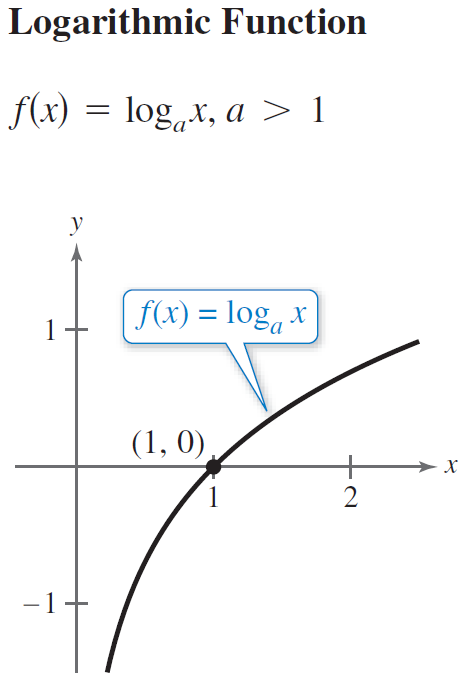 Logarithmic Function
f(x) = logₐx, a > 1
y
1
f(x) = logₐ x
(1, 0)
x
1
2
−1